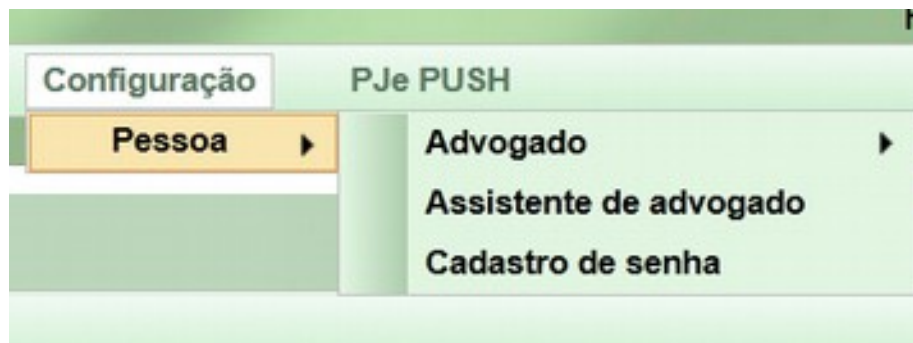 Configuração PJe PUSH
Pessoa Advogado
Assistente de advogado
Cadastro de senha